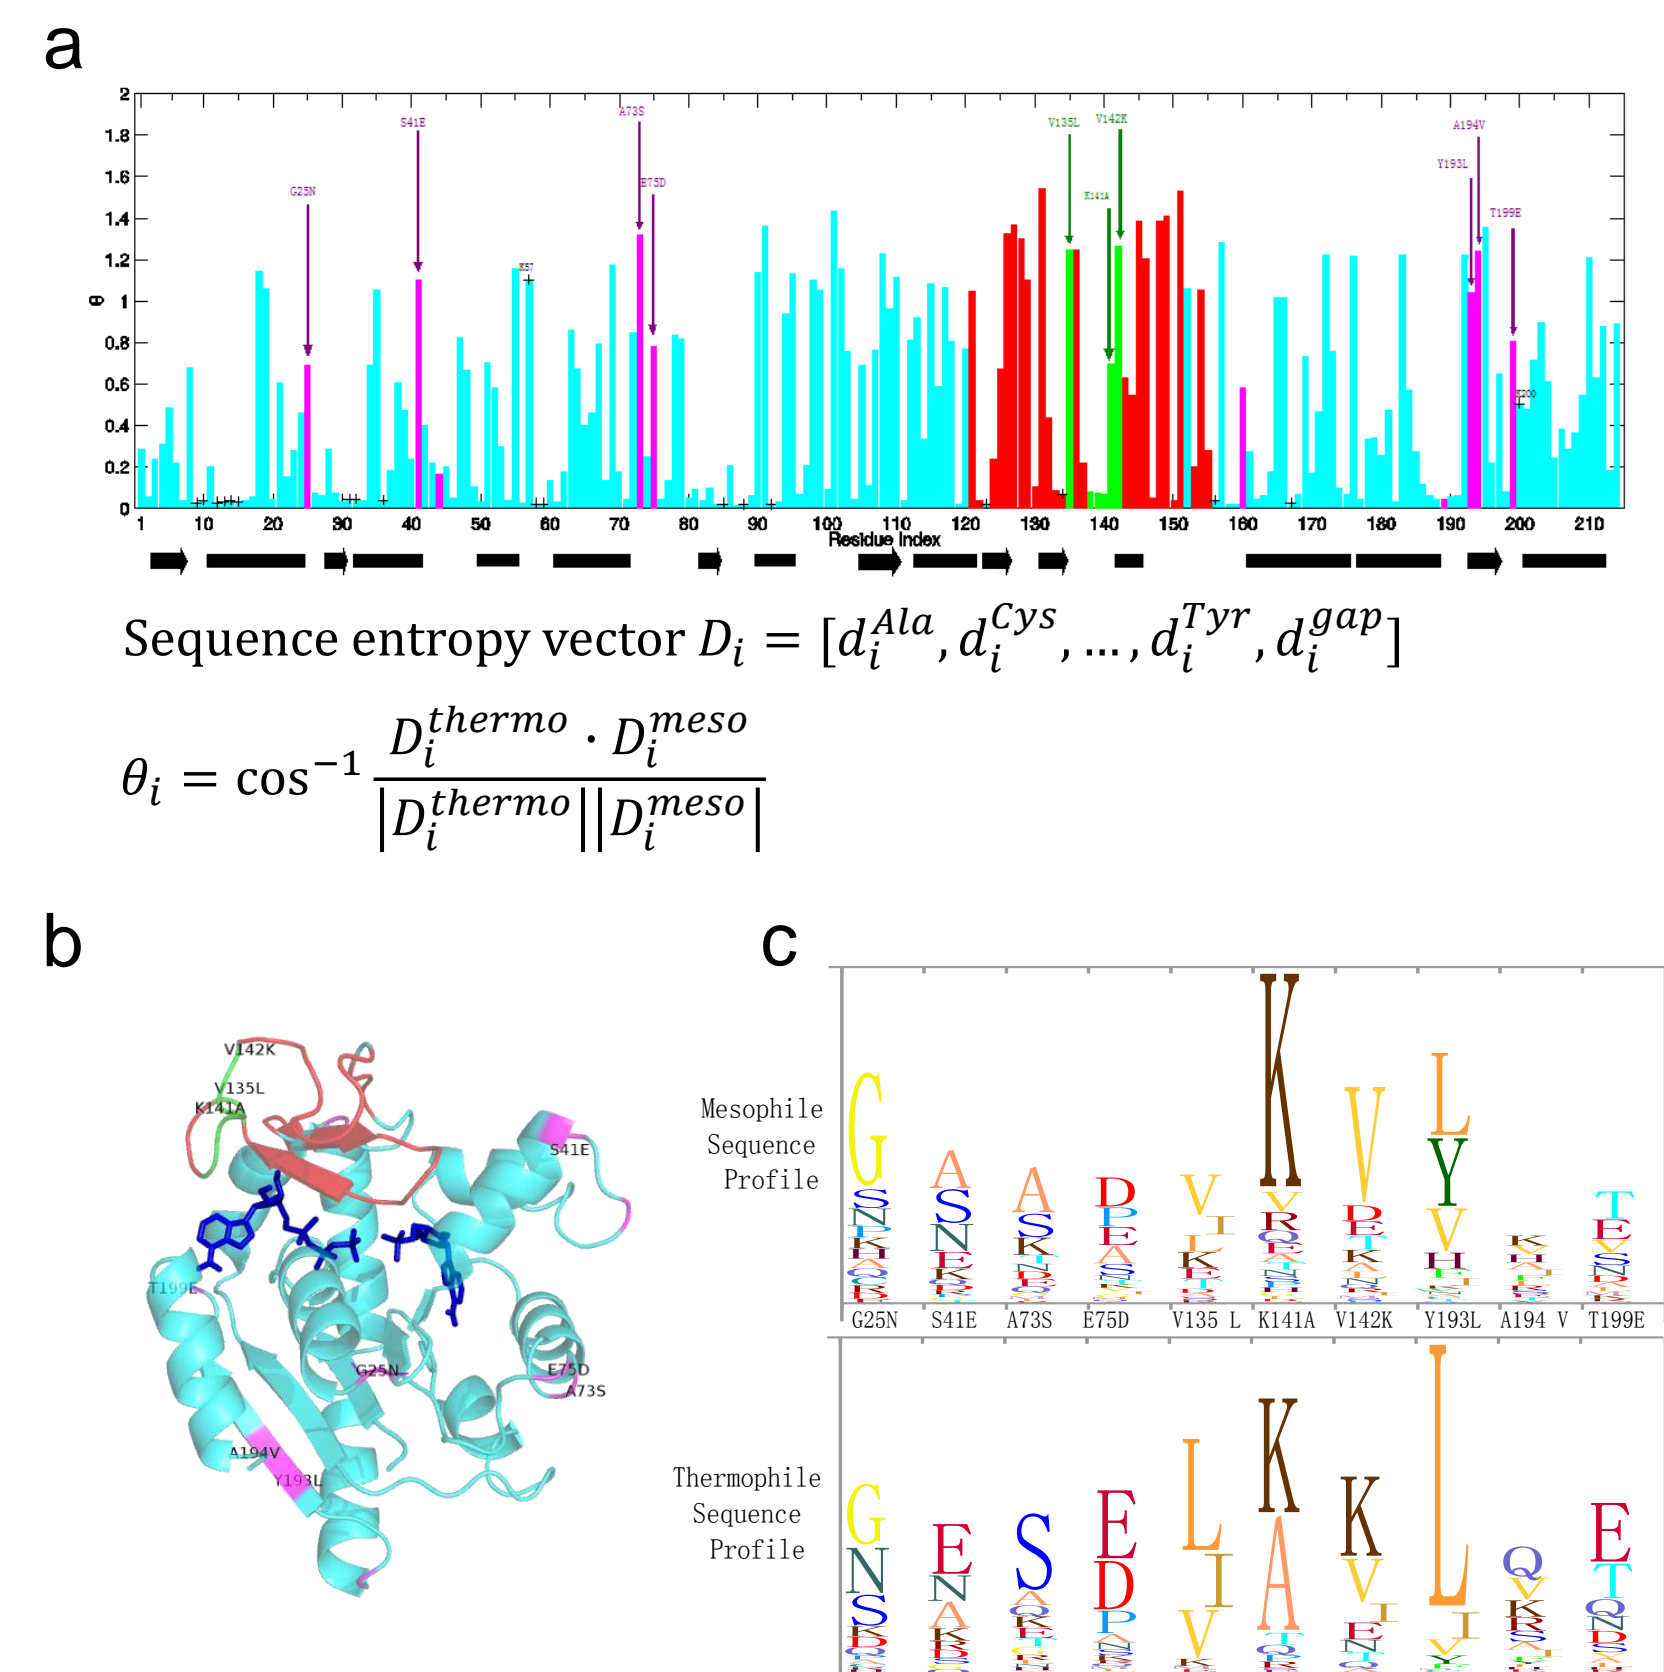 a
2
1.8
1.6
1.4
1.2
1
0.8
0.6
0.4
0.2
0
θ
G25N
S41E
K57
A73S
E75D
V135L
V142K
K141A
A194V
Y193L
T199E
K200
1 10 20 30 40 50 60 70 80 90 100 110 120 130 140 150 160 170 180 190 200 210
Residue Index
Sequence entropy vector D_i = [d_i^{Ala}, d_i^{Cys}, ..., d_i^{Tyr}, d_i^{gap}]
θ_i = cos^{-1} \frac{D_i^{thermo} · D_i^{meso}}{|D_i^{thermo}||D_i^{meso}|}
b
V142K
V135L
K141A
S41E
T199E
G25N
E75D
A73S
A194V
Y193L
c
Mesophile
Sequence
Profile
G S N
A S N E K
A S K
D P E A S
V I L K
K V R Q
V D E T K
L Y V H
K V H
T E V S N
G25N S41E A73S E75D V135 L K141A V142K Y193L A194 V T199E
Thermophile
Sequence
Profile
G N S
E N A
S A Q K
E D P
L I V K
K A T Q
K V I E N
L I V
Q V K R S
E T Q N